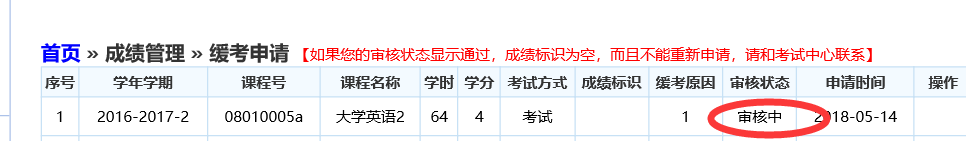 首页 » 成绩管理 » 缓考申请 【如果您的审核状态显示通过，成绩标识为空，而且不能重新申请，请和考试中心联系】
序号 学年学期 课程号 课程名称 学时 学分 考试方式 成绩标识 缓考原因 审核状态 申请时间 操作
1 2016-2017-2 08010005a 大学英语2 64 4 考试 1 审核中 2018-05-14